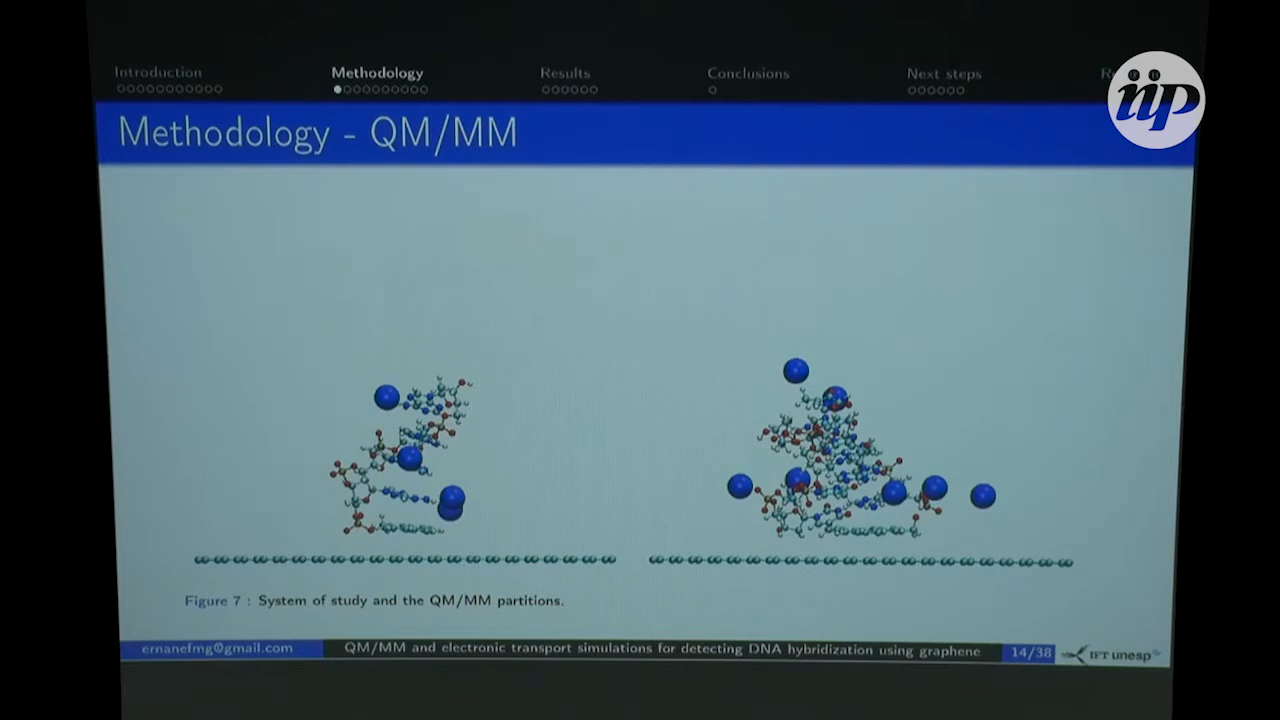 Introduction
Methodology
Results
Conclusions
Next steps
iip
Methodology - QM/MM
Figure 7 : System of study and the QM/MM partitions.
ernanefmg@gmail.com
QM/MM and electronic transport simulations for detecting DNA hybridization using graphene
14/38
IFT unesp